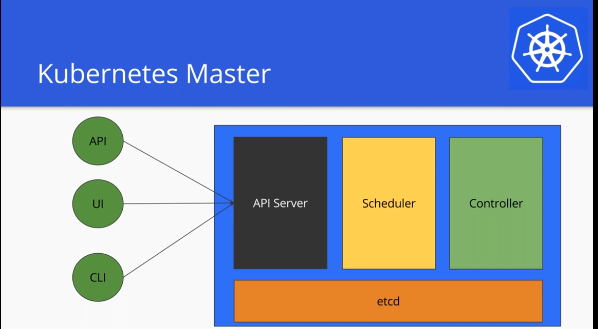 Kubernetes Master
API
UI
CLI
API Server
Scheduler
Controller
etcd